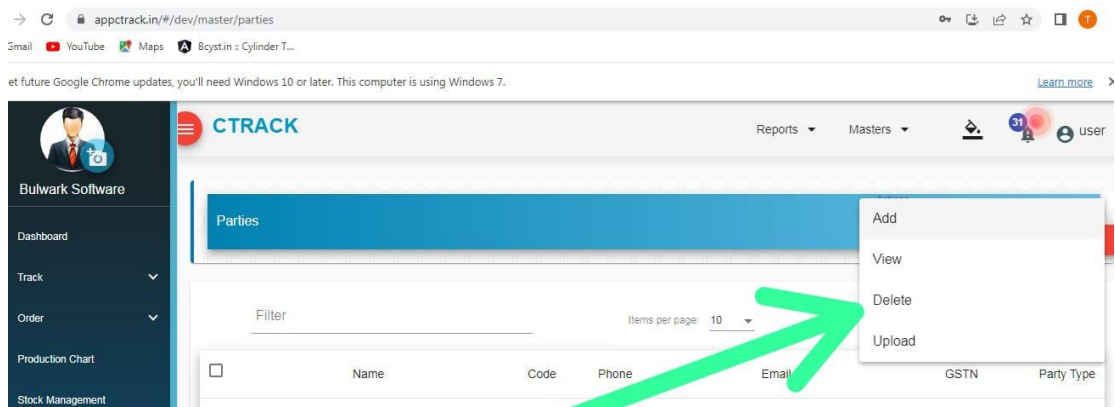 appctrack.in/#/dev/master/parties
Gmail YouTube Maps Bcyst.in :: Cylinder T...
et future Google Chrome updates, you'll need Windows 10 or later. This computer is using Windows 7. Learn more
CTRACK
Reports Masters 31 user
Bulwark Software
Dashboard
Track
Order
Production Chart
Stock Management
Parties
Add
View
Delete
Upload
Filter
Items per page: 10
Name Code Phone Email GSTN Party Type